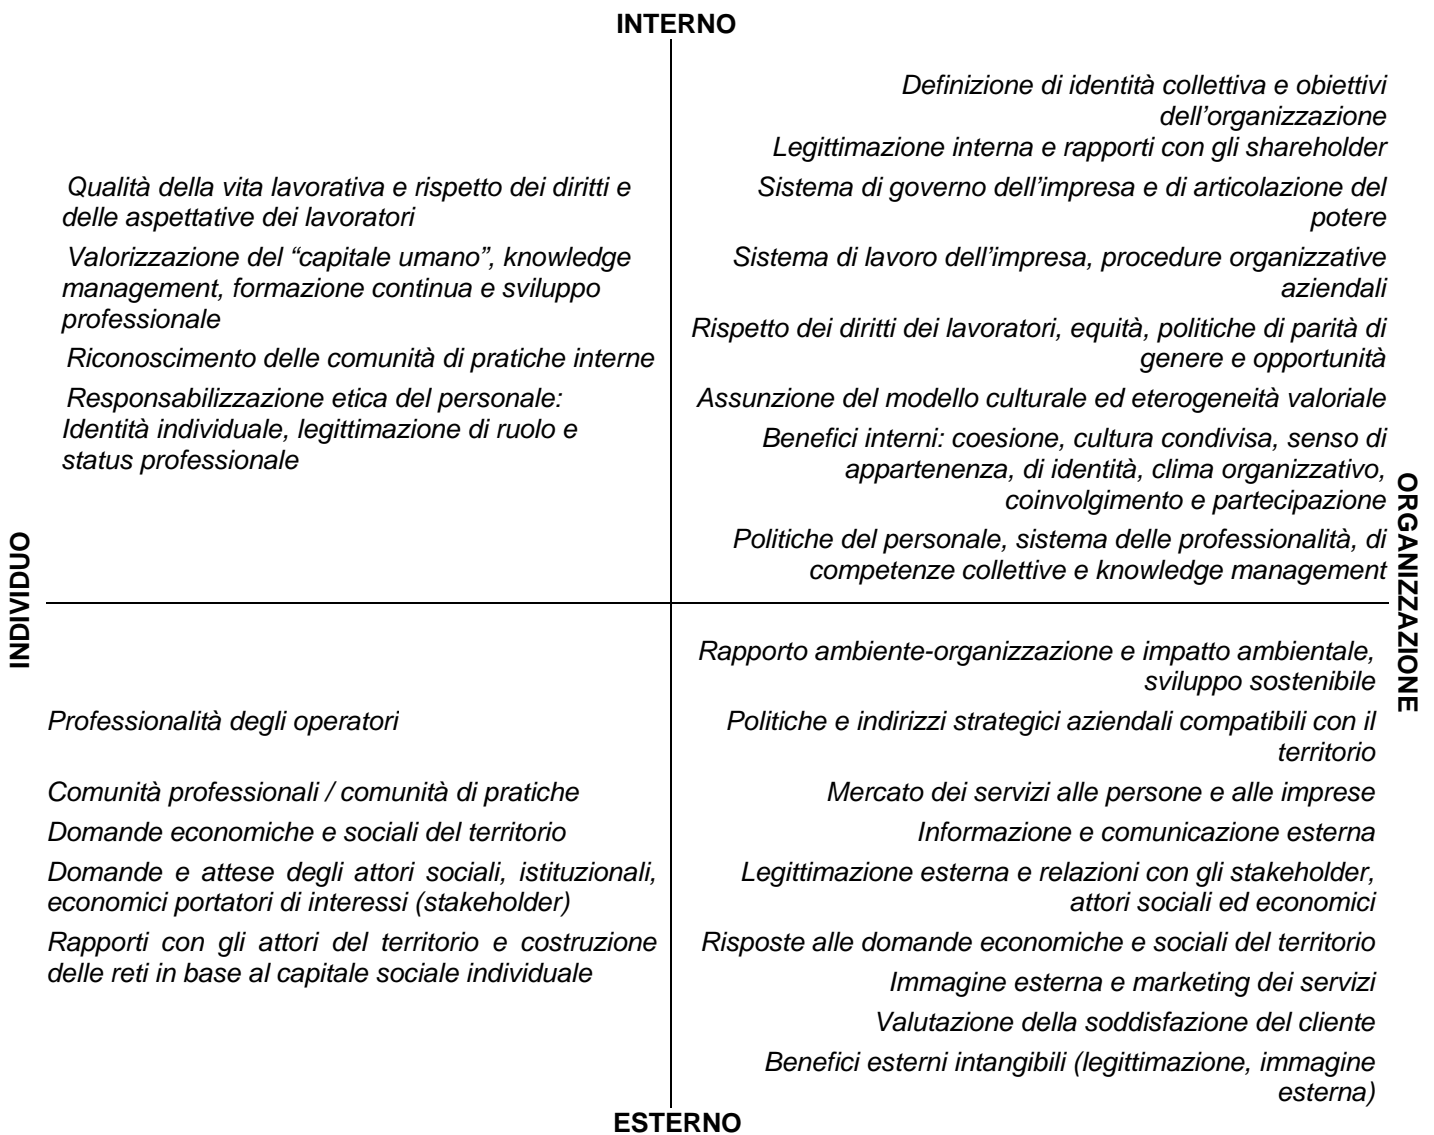 INTERNO
Qualità della vita lavorativa e rispetto dei diritti e
delle aspettative dei lavoratori
Valorizzazione del “capitale umano”, knowledge
management, formazione continua e sviluppo
professionale
Riconoscimento delle comunità di pratiche interne
Responsabilizzazione etica del personale:
Identità individuale, legittimazione di ruolo e
status professionale
Definizione di identità collettiva e obiettivi
dell’organizzazione
Legittimazione interna e rapporti con gli shareholder
Sistema di governo dell’impresa e di articolazione del
potere
Sistema di lavoro dell’impresa, procedure organizzative
aziendali
Rispetto dei diritti dei lavoratori, equità, politiche di parità di
genere e opportunità
Assunzione del modello culturale ed eterogeneità valoriale
Benefici interni: coesione, cultura condivisa, senso di
appartenenza, di identità, clima organizzativo,
coinvolgimento e partecipazione
Politiche del personale, sistema delle professionalità, di
competenze collettive e knowledge management
INDIVIDUO
ORGANIZZAZIONE
Professionalità degli operatori
Comunità professionali / comunità di pratiche
Domande economiche e sociali del territorio
Domande e attese degli attori sociali, istituzionali,
economici portatori di interessi (stakeholder)
Rapporti con gli attori del territorio e costruzione
delle reti in base al capitale sociale individuale
Rapporto ambiente-organizzazione e impatto ambientale,
sviluppo sostenibile
Politiche e indirizzi strategici aziendali compatibili con il
territorio
Mercato dei servizi alle persone e alle imprese
Informazione e comunicazione esterna
Legittimazione esterna e relazioni con gli stakeholder,
attori sociali ed economici
Risposte alle domande economiche e sociali del territorio
Immagine esterna e marketing dei servizi
Valutazione della soddisfazione del cliente
Benefici esterni intangibili (legittimazione, immagine
esterna)
ESTERNO